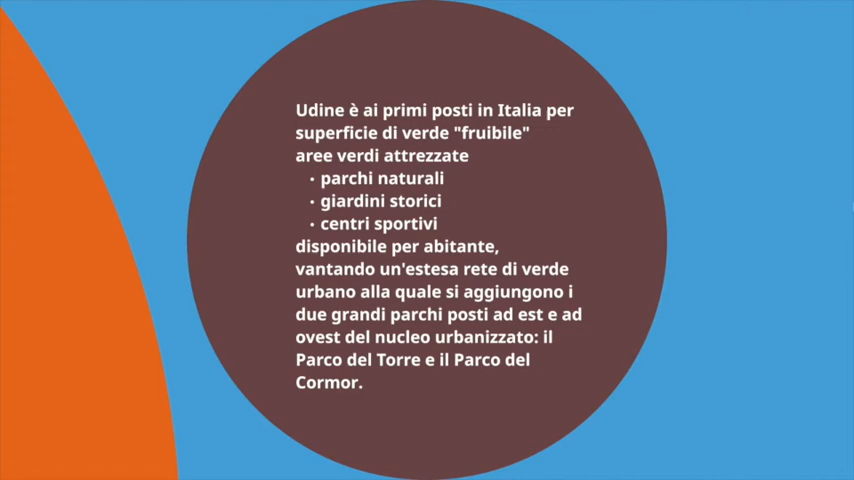 Udine è ai primi posti in Italia per
superficie di verde "fruibile"
aree verdi attrezzate
• parchi naturali
• giardini storici
• centri sportivi
disponibile per abitante,
vantando un'estesa rete di verde
urbano alla quale si aggiungono i
due grandi parchi posti ad est e ad
ovest del nucleo urbanizzato: il
Parco del Torre e il Parco del
Cormor.